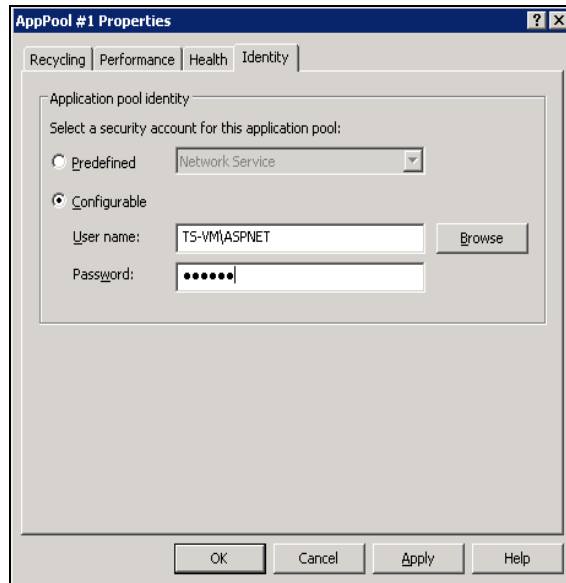 AppPool #1 Properties
Recycling Performance Health Identity
Application pool identity
Select a security account for this application pool:
Predefined Network Service
Configurable
User name: TS-VM\ASPNET Browse
Password: ●●●●●●
OK Cancel Apply Help